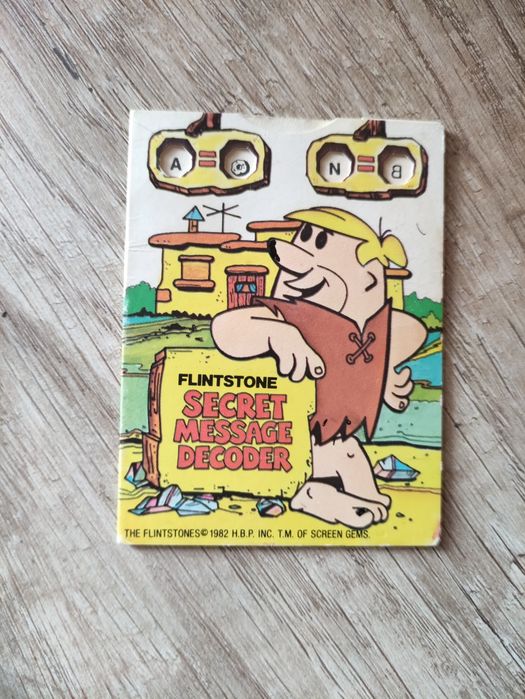 A = G N = B
FLINTSTONE
SECRET
MESSAGE
DECODER
THE FLINTSTONES © 1982 H.B.P. INC. T.M. OF SCREEN GEMS.